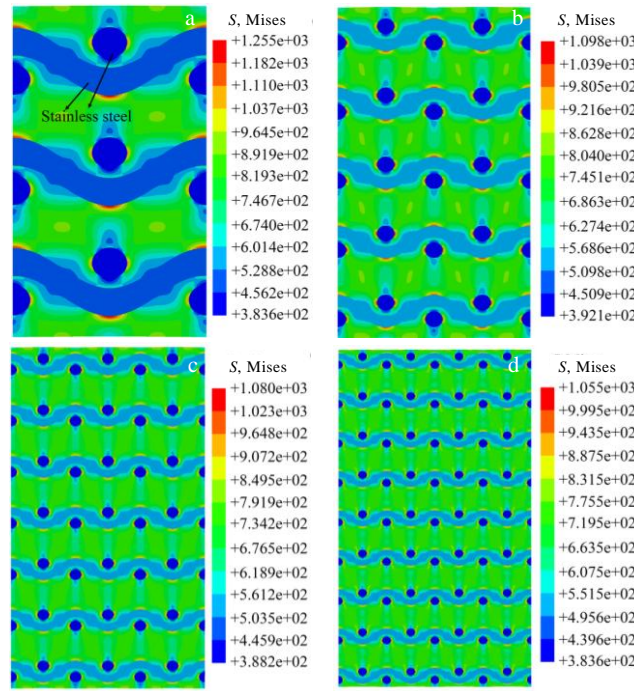 a
S, Mises
+1.255e+03
+1.182e+03
+1.110e+03
+1.037e+03
+9.645e+02
+8.919e+02
+8.193e+02
+7.467e+02
+6.740e+02
+6.014e+02
+5.288e+02
+4.562e+02
+3.836e+02
Stainless steel
b
S, Mises
+1.098e+03
+1.039e+03
+9.805e+02
+9.216e+02
+8.628e+02
+8.040e+02
+7.451e+02
+6.863e+02
+6.274e+02
+5.686e+02
+5.098e+02
+4.509e+02
+3.921e+02
c
S, Mises
+1.080e+03
+1.023e+03
+9.648e+02
+9.072e+02
+8.495e+02
+7.919e+02
+7.342e+02
+6.765e+02
+6.189e+02
+5.612e+02
+5.035e+02
+4.459e+02
+3.882e+02
d
S, Mises
+1.055e+03
+9.995e+02
+9.435e+02
+8.875e+02
+8.315e+02
+7.755e+02
+7.195e+02
+6.635e+02
+6.075e+02
+5.515e+02
+4.956e+02
+4.396e+02
+3.836e+02